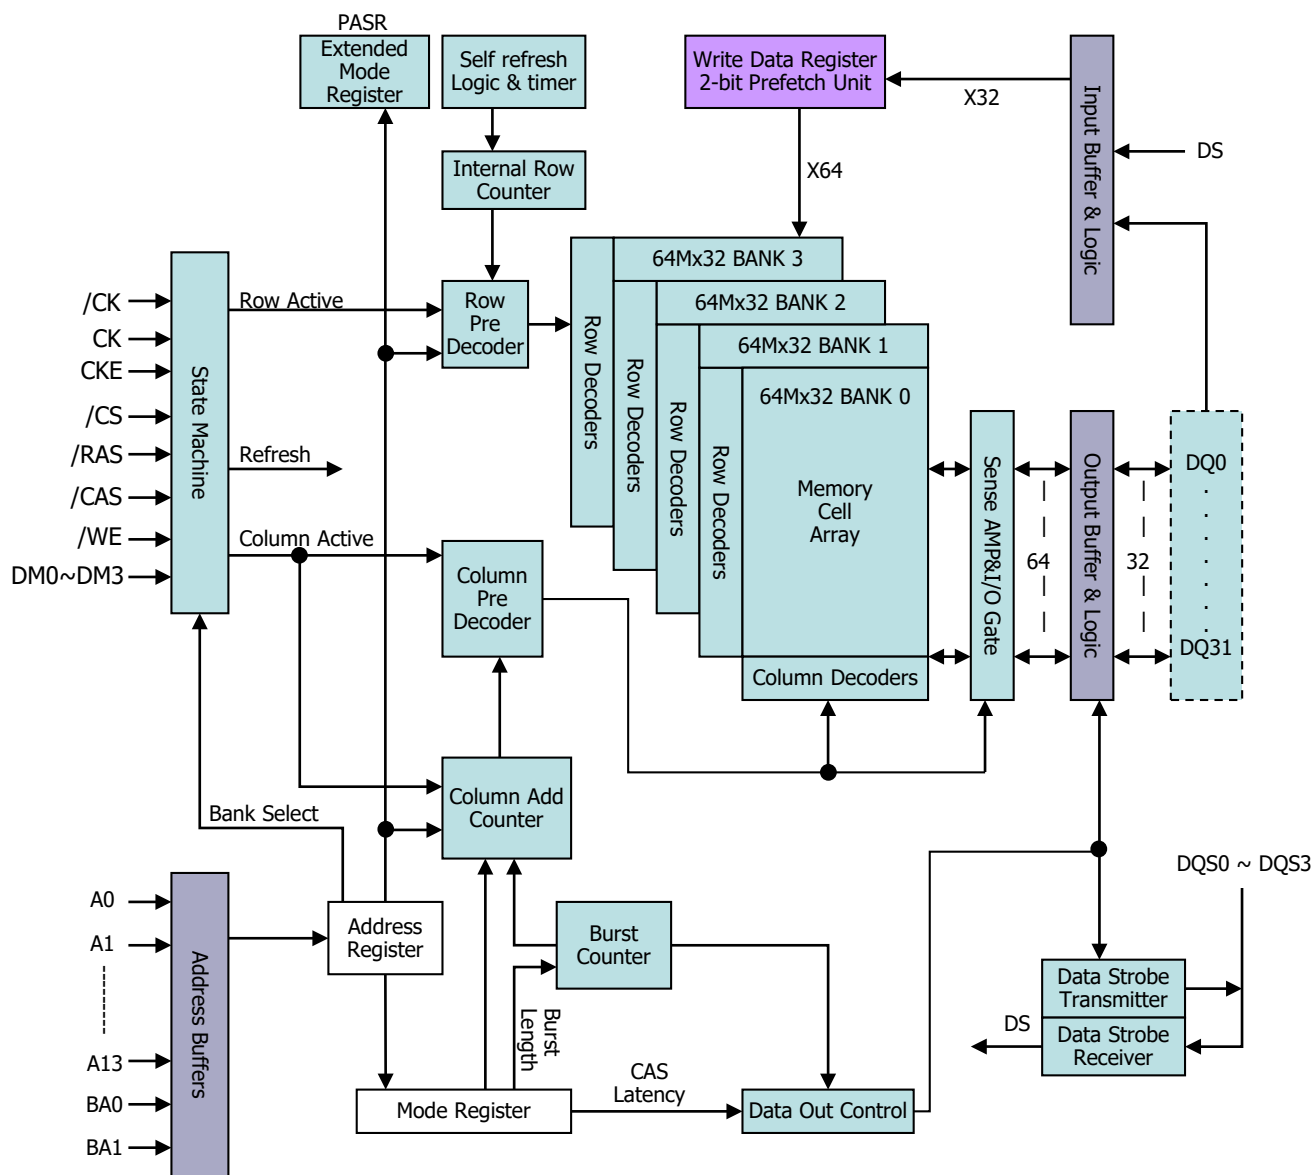 PASR
Extended
Mode
Register
Self refresh
Logic & timer
Write Data Register
2-bit Prefetch Unit
X32
Input Buffer & Logic
DS
Internal Row
Counter
X64
64Mx32 BANK 3
64Mx32 BANK 2
64Mx32 BANK 1
64Mx32 BANK 0
Row Decoders
Row Decoders
Row Decoders
Row Decoders
Memory
Cell
Array
Column Decoders
/CK
CK
CKE
/CS
/RAS
/CAS
/WE
DM0~DM3
State Machine
Row Active
Refresh
Column Active
Row
Pre
Decoder
Column
Pre
Decoder
Sense AMP&I/O Gate
64
Output Buffer & Logic
32
DQ0
.
.
.
.
.
.
.
DQ31
Column Add
Counter
Bank Select
A0
A1
A13
BA0
BA1
Address Buffers
Address
Register
Burst
Counter
Burst
Length
Mode Register
CAS
Latency
Data Out Control
DQS0 ~ DQS3
Data Strobe
Transmitter
Data Strobe
Receiver
DS